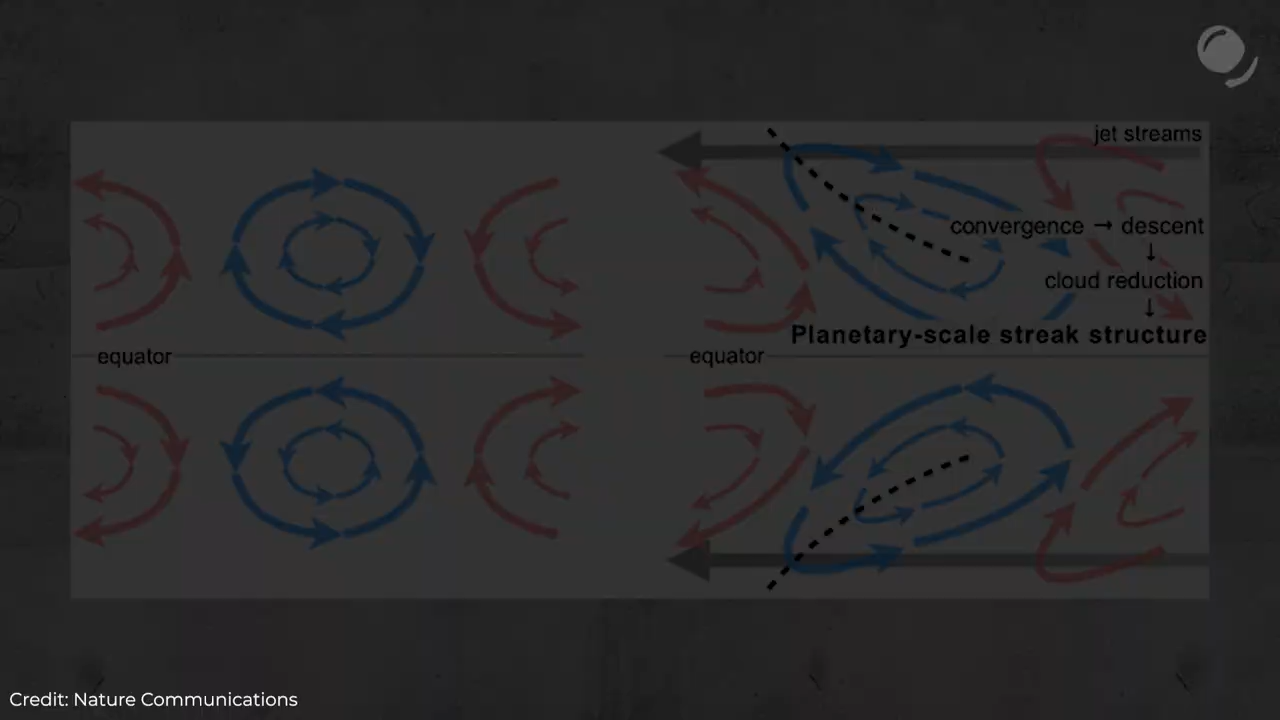 jet streams
convergence → descent
↓
cloud reduction
↓
Planetary-scale streak structure
equator
equator
Credit: Nature Communications